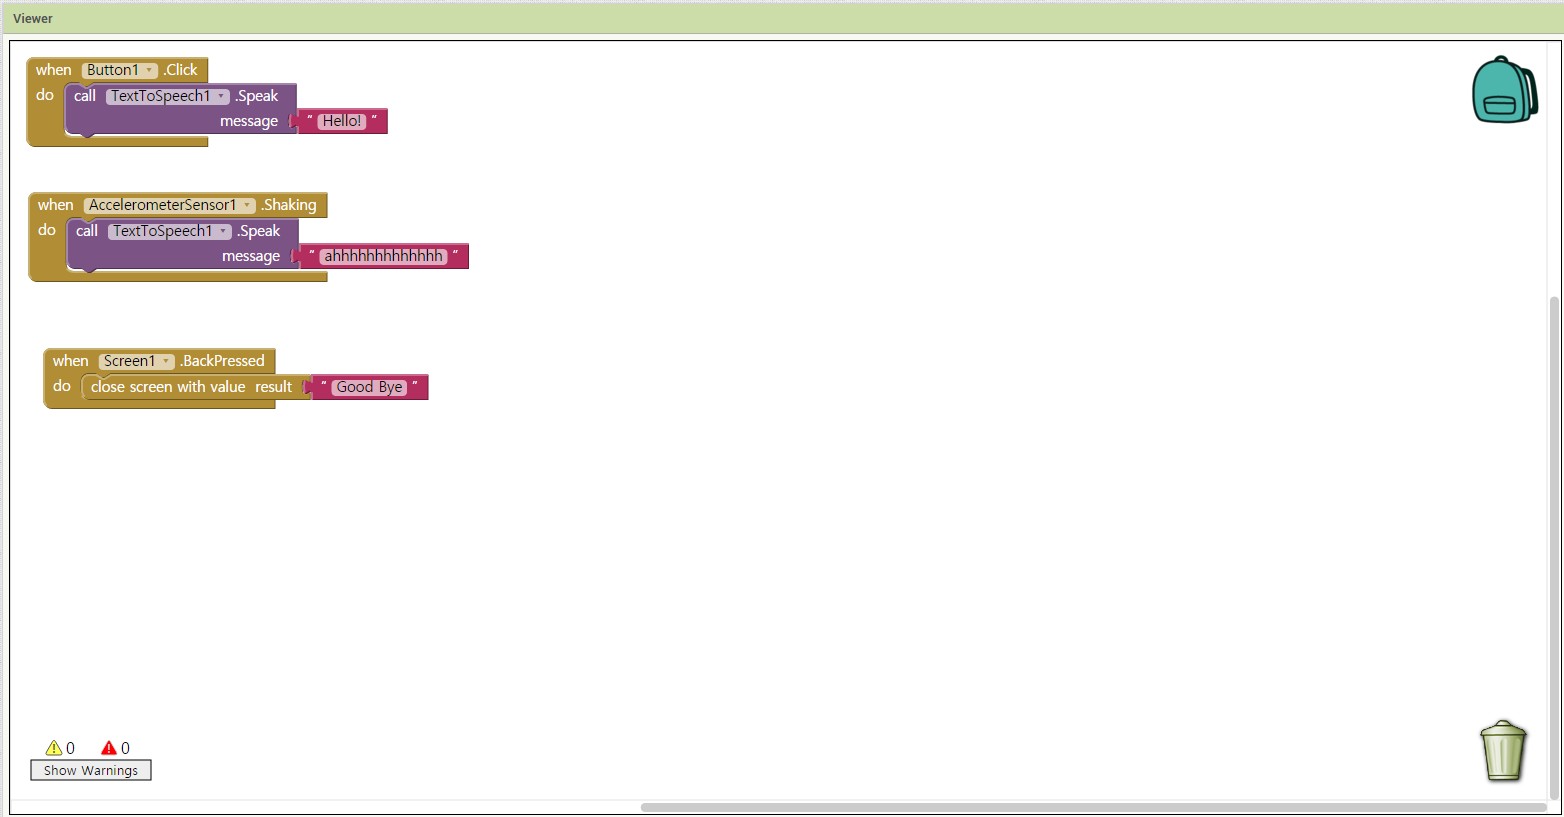 Viewer
when Button1 .Click
do call TextToSpeech1 .Speak
message " Hello! "
when AccelerometerSensor1 .Shaking
do call TextToSpeech1 .Speak
message " ahhhhhhhhhhhhh "
when Screen1 .BackPressed
do close screen with value result " Good Bye "
0 0
Show Warnings